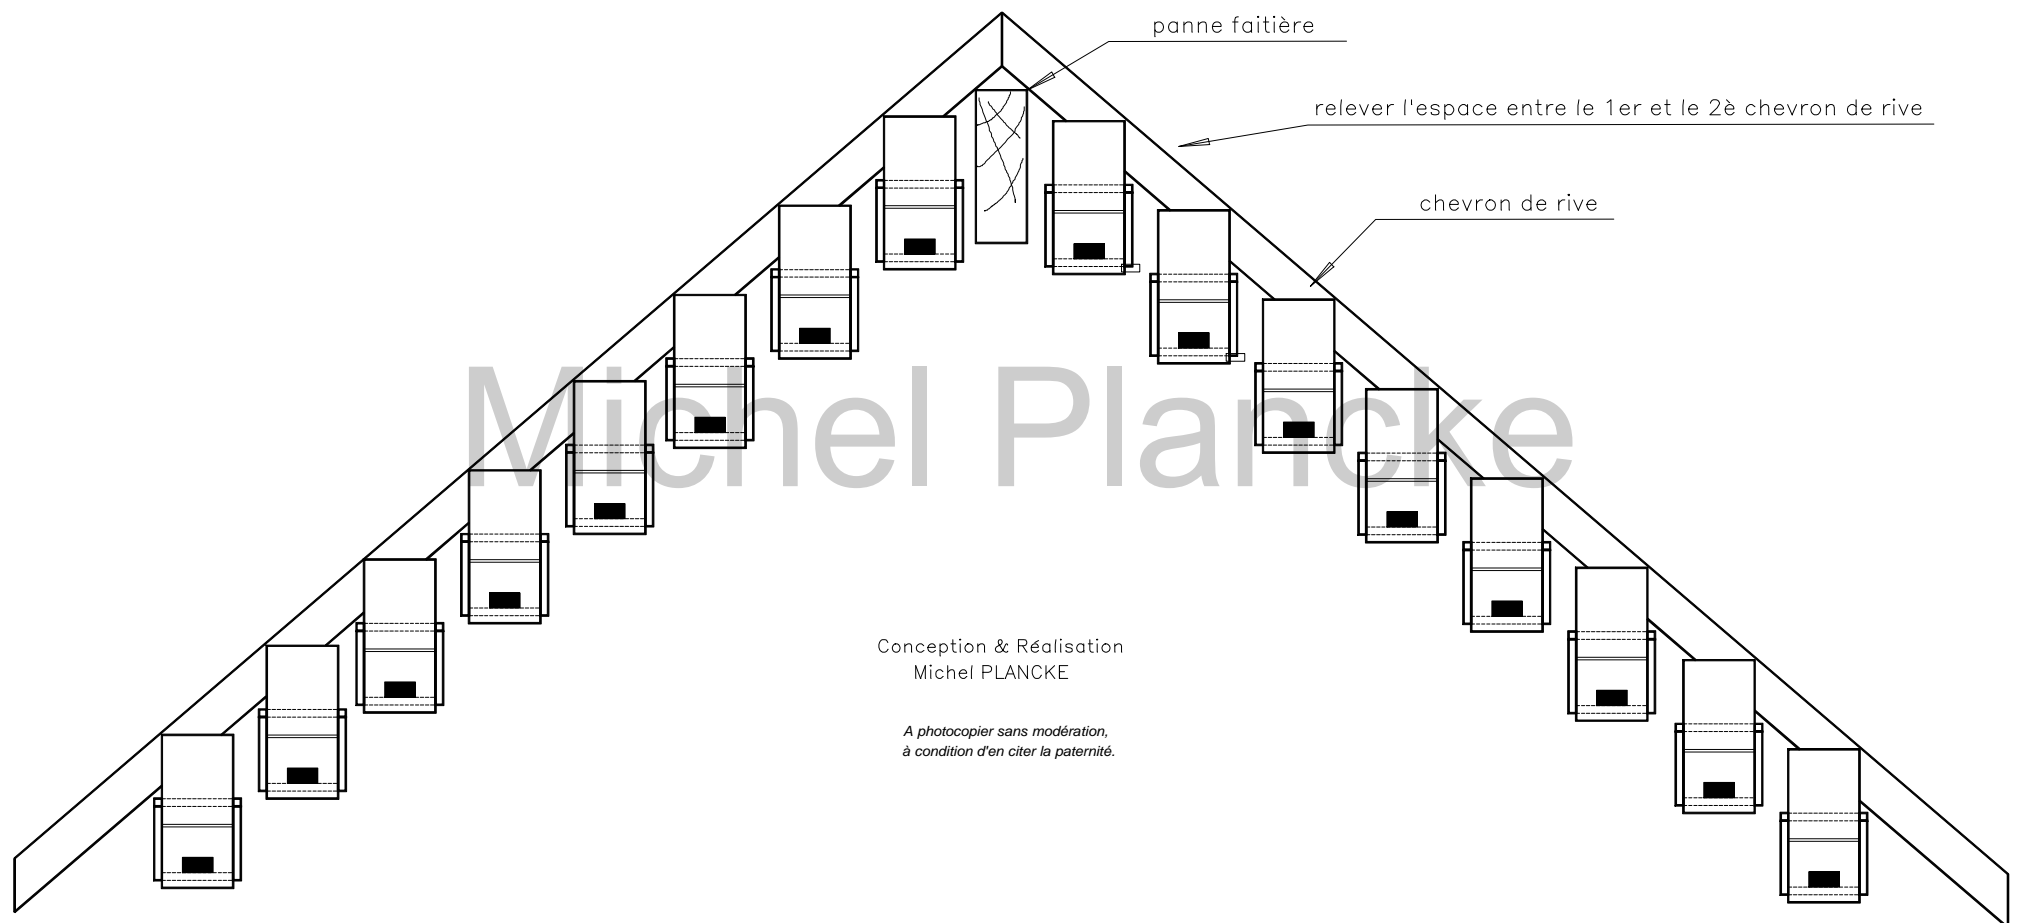 panne faitière
relever l'espace entre le 1er et le 2è chevron de rive
chevron de rive
Michel Plancke
Conception & Réalisation
Michel PLANCKE
A photocopier sans modération,
à condition d'en citer la paternité.